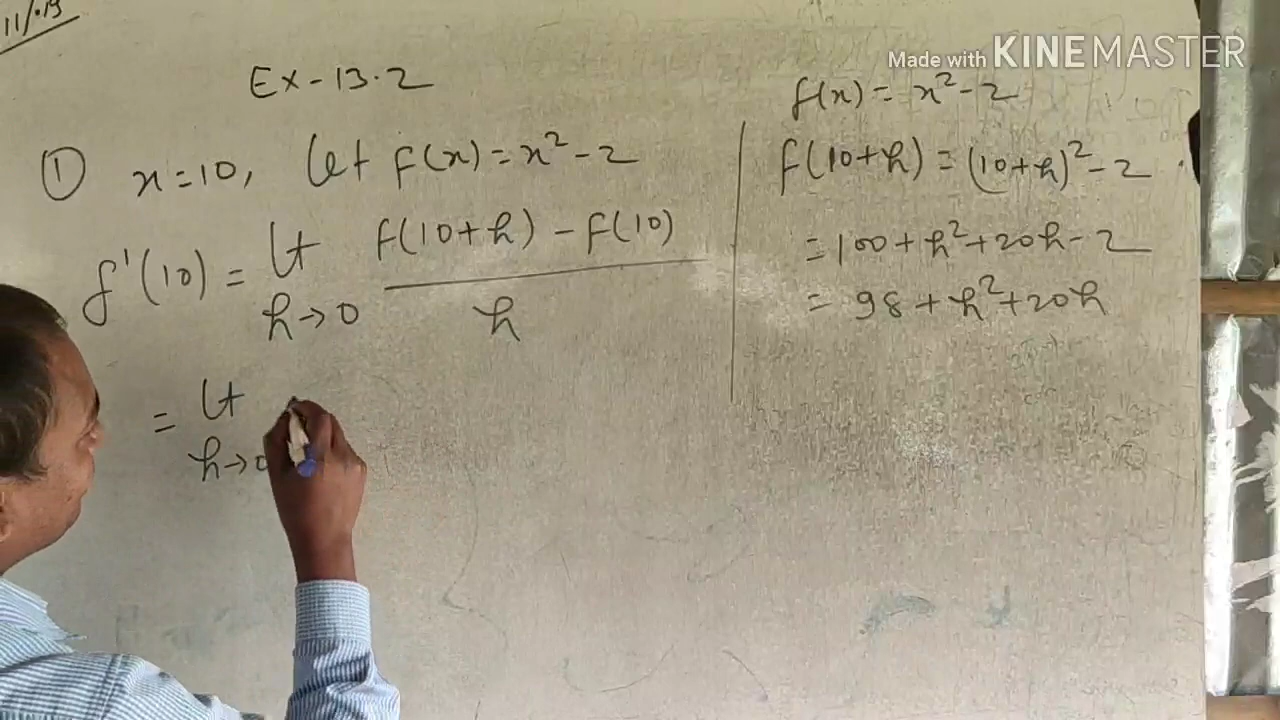 11/.19
Made with KINEMASTER
Ex-13.2
① x=10, let f(x)=x²-2
f'(10) = lt f(10+h) - f(10)
h→0 h
= lt
h→0
f(x) = x²-2
f(10+h) = (10+h)²-2
=100+h²+20h-2
= 98+h²+20h